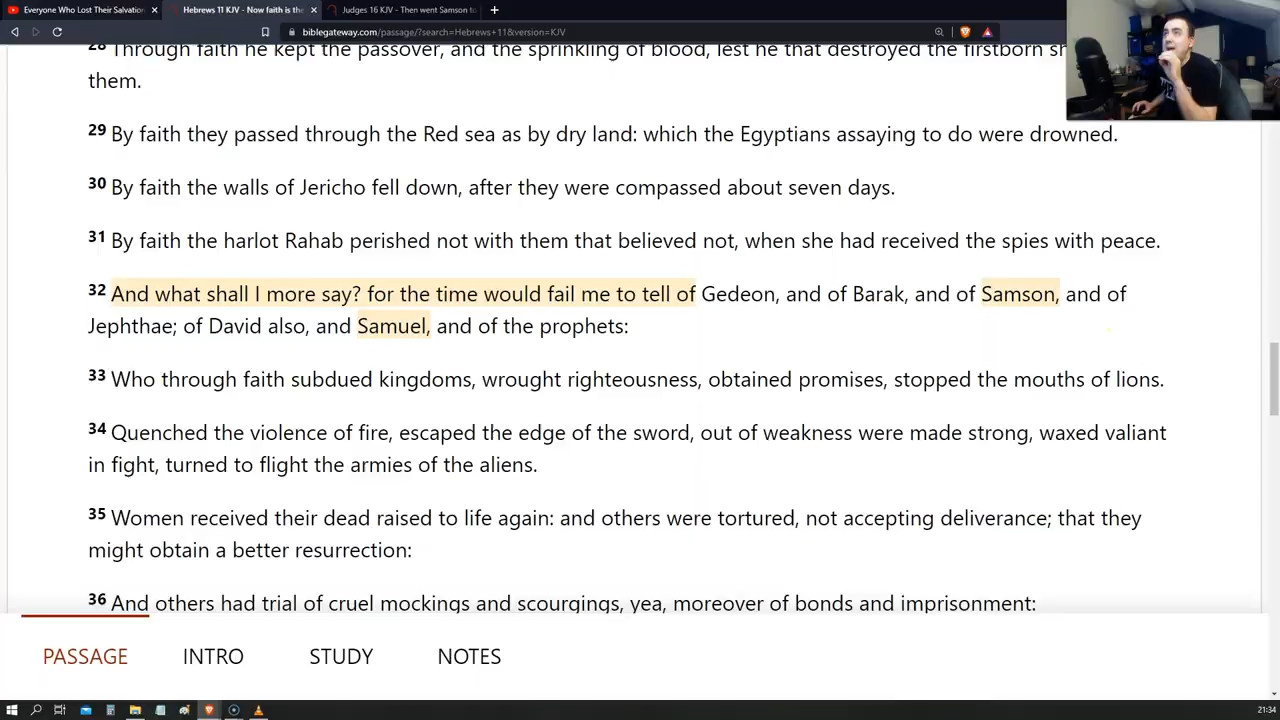 Everyone Who Lost Their Salvation
Hebrews 11 KJV - Now faith is the
Judges 16 KJV - Then went Samson to
biblegateway.com/passage/?search=Hebrews+11&version=KJV
28 Through faith he kept the passover, and the sprinkling of blood, lest he that destroyed the firstborn
them.
29 By faith they passed through the Red sea as by dry land: which the Egyptians assaying to do were drowned.
30 By faith the walls of Jericho fell down, after they were compassed about seven days.
31 By faith the harlot Rahab perished not with them that believed not, when she had received the spies with peace.
32 And what shall I more say? for the time would fail me to tell of Gedeon, and of Barak, and of Samson, and of
Jephthae; of David also, and Samuel, and of the prophets:
33 Who through faith subdued kingdoms, wrought righteousness, obtained promises, stopped the mouths of lions.
34 Quenched the violence of fire, escaped the edge of the sword, out of weakness were made strong, waxed valiant
in fight, turned to flight the armies of the aliens.
35 Women received their dead raised to life again: and others were tortured, not accepting deliverance; that they
might obtain a better resurrection:
36 And others had trial of cruel mockings and scourgings, yea, moreover of bonds and imprisonment:
PASSAGE INTRO STUDY NOTES
21:34